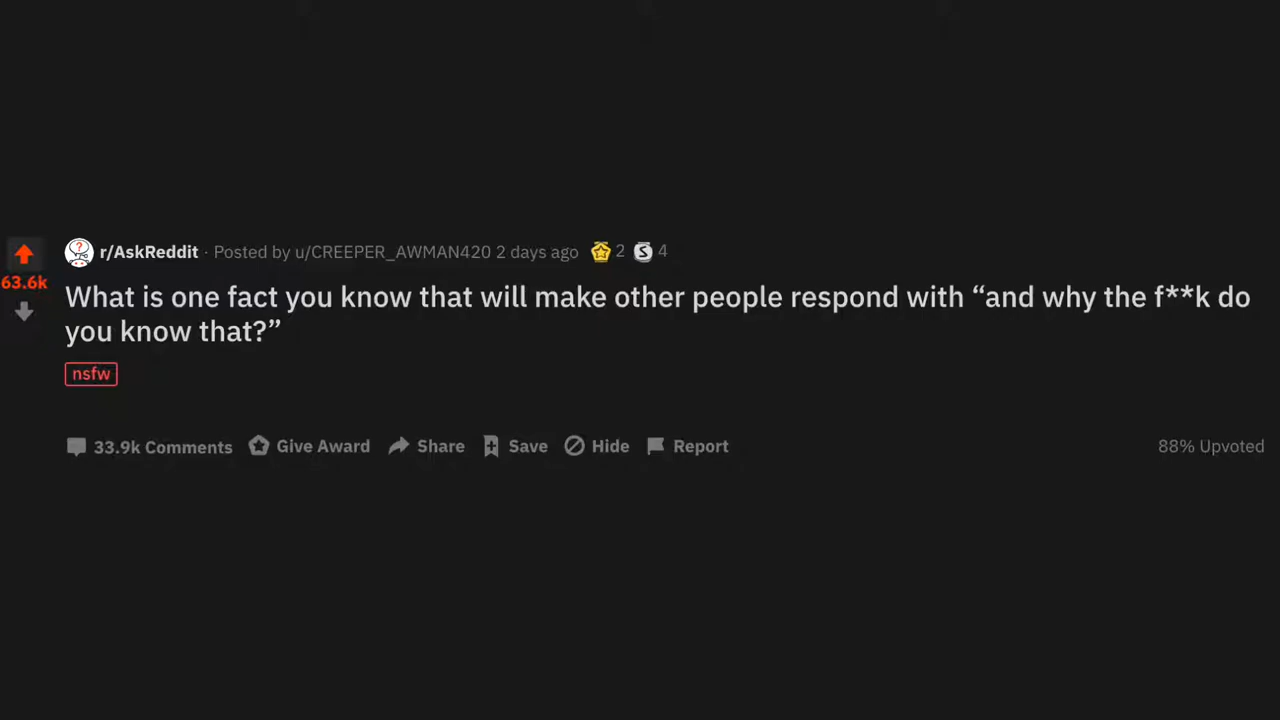 r/AskReddit · Posted by u/CREEPER_AWMAN420 2 days ago 2 S 4
63.6k
What is one fact you know that will make other people respond with “and why the f**k do
you know that?”
nsfw
33.9k Comments Give Award Share Save Hide Report 88% Upvoted